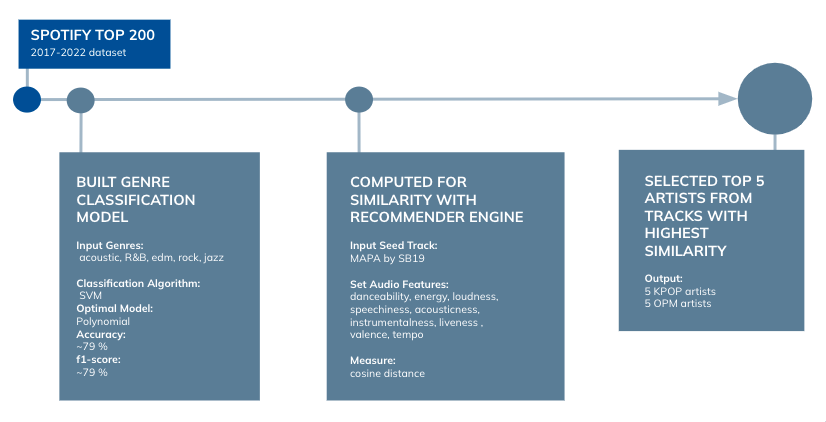 SPOTIFY TOP 200
2017-2022 dataset
BUILT GENRE
CLASSIFICATION
MODEL
Input Genres:
acoustic, R&B, edm, rock, jazz
Classification Algorithm:
SVM
Optimal Model:
Polynomial
Accuracy:
~79 %
f1-score:
~79 %
COMPUTED FOR
SIMILARITY WITH
RECOMMENDER ENGINE
Input Seed Track:
MAPA by SB19
Set Audio Features:
danceability, energy, loudness,
speechiness, acousticness,
instrumentalness, liveness ,
valence, tempo
Measure:
cosine distance
SELECTED TOP 5
ARTISTS FROM
TRACKS WITH
HIGHEST
SIMILARITY
Output:
5 KPOP artists
5 OPM artists